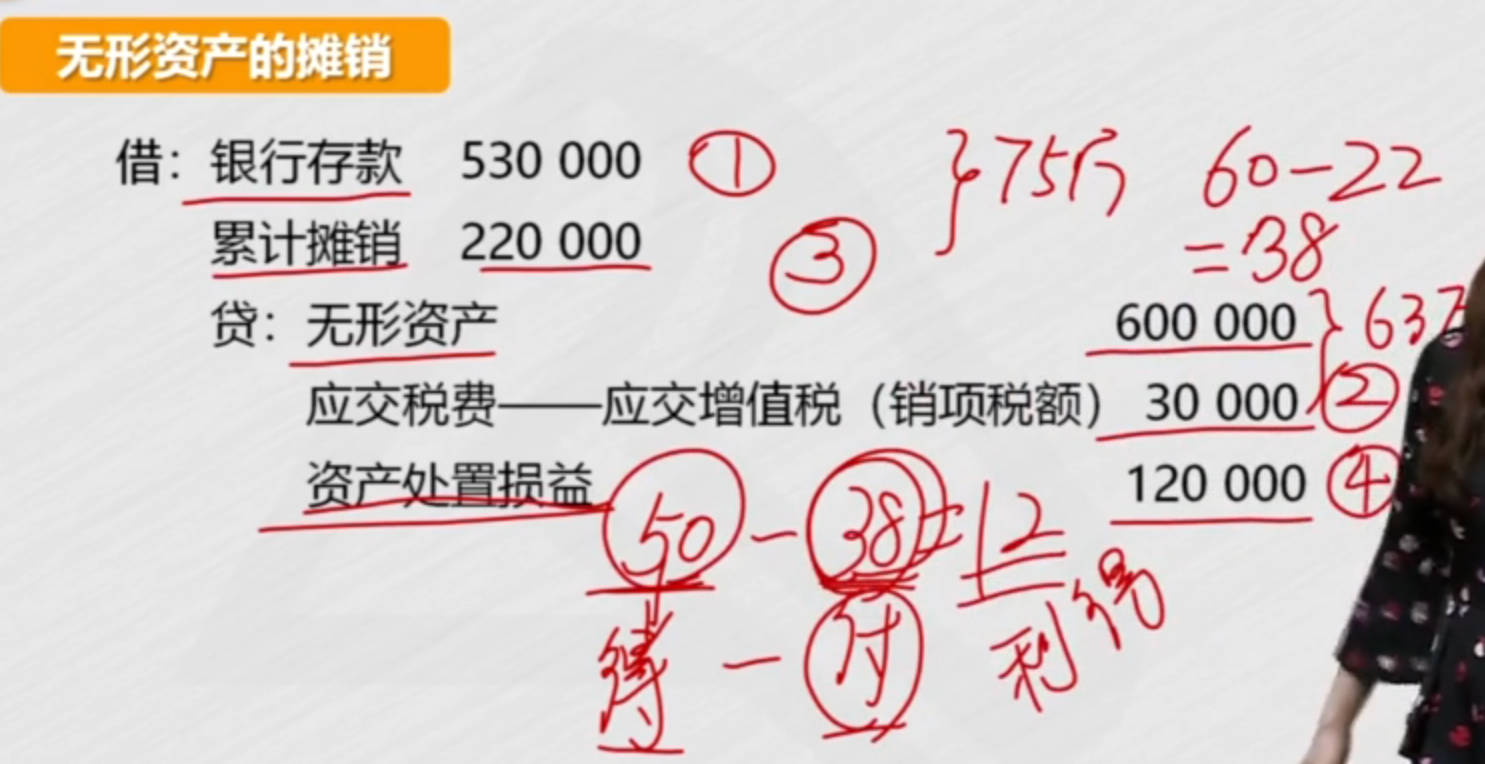 无形资产的摊销
借：银行存款 530 000 ① }75万 60-22
累计摊销 220 000 ③ =38
贷：无形资产 600 000 } 63万
应交税费——应交增值税（销项税额） 30 000 ②
资产处置损益 120 000 ④
50-38=12
得-付 利得